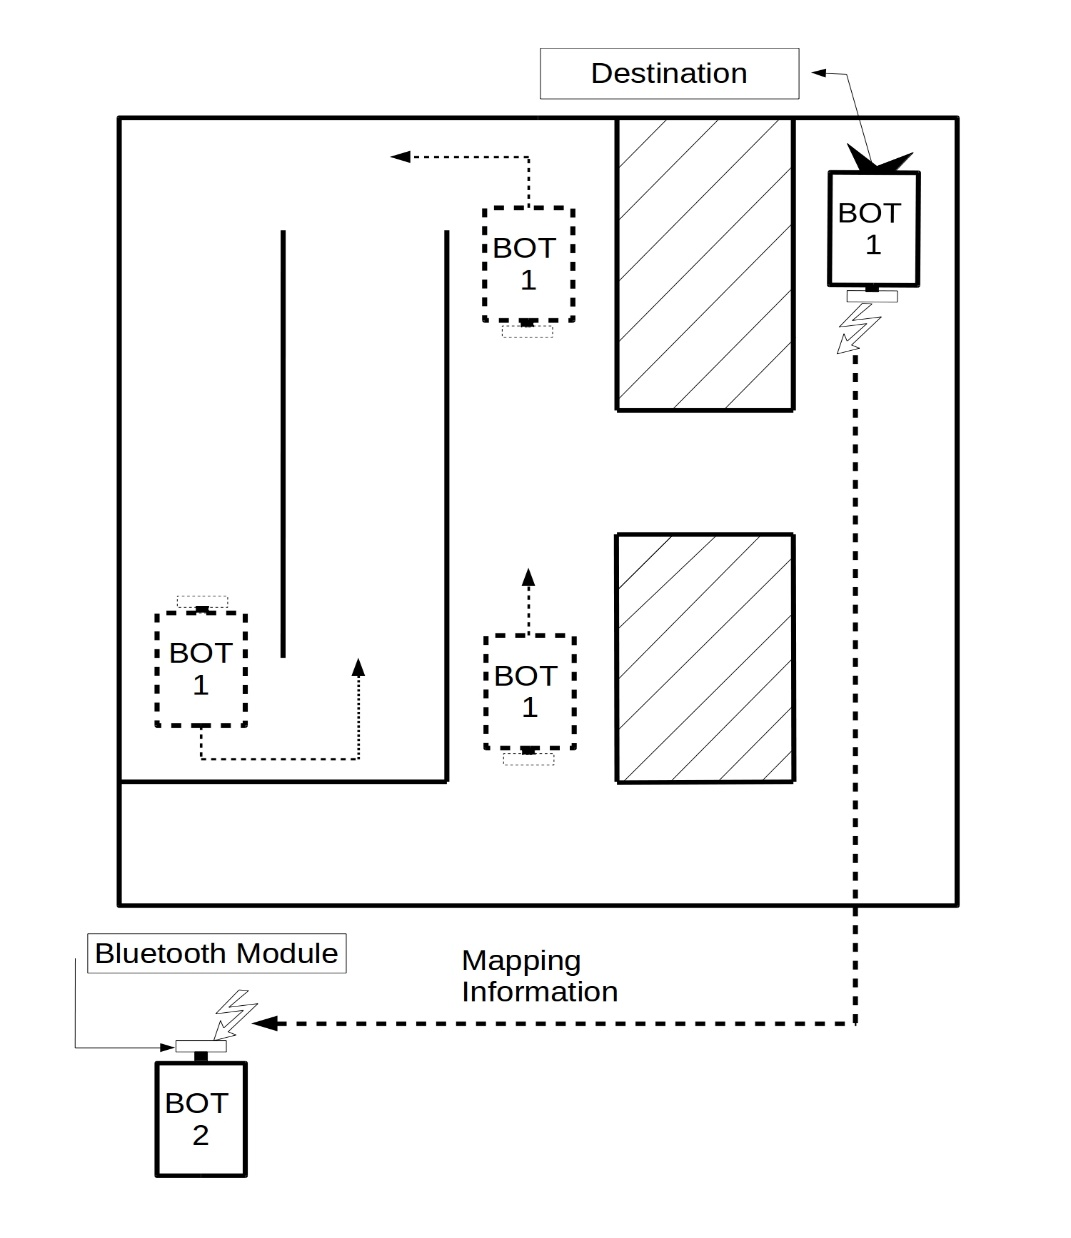 Destination
BOT
1
BOT
1
BOT
1
BOT
1
Bluetooth Module
Mapping
Information
BOT
2